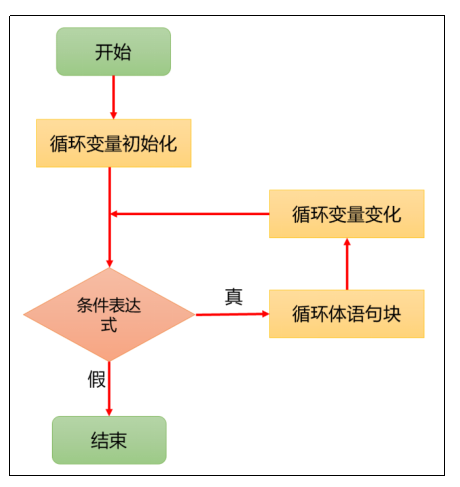 开始
循环变量初始化
循环变量变化
条件表达
式
真
循环体语句块
假
结束